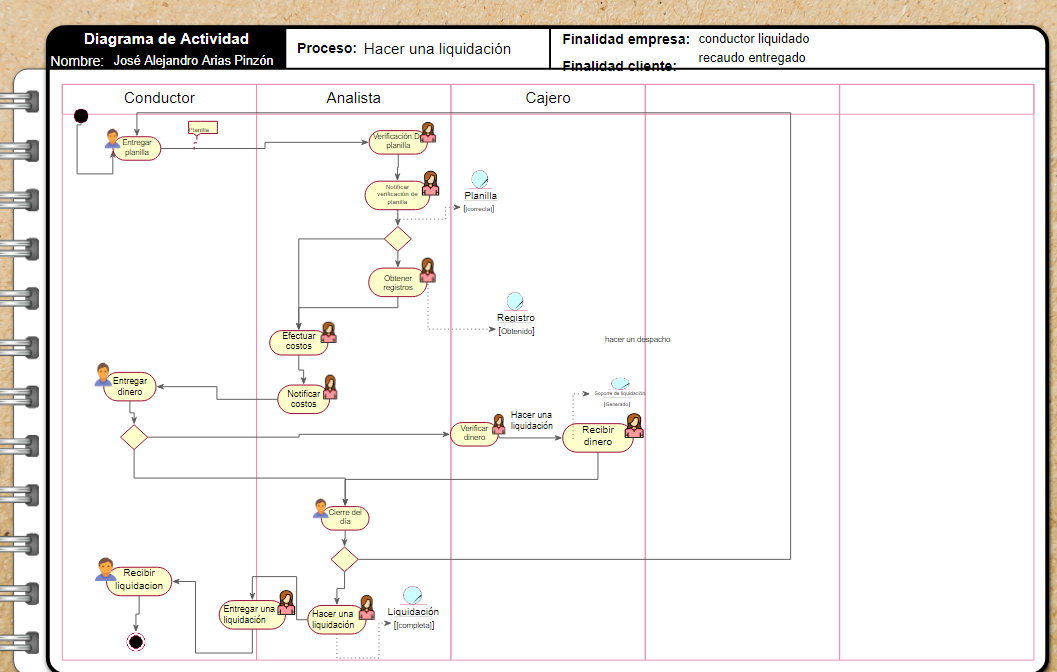 Diagrama de Actividad
Nombre: José Alejandro Arias Pinzón
Proceso: Hacer una liquidación
Finalidad empresa: conductor liquidado
Finalidad cliente: recaudo entregado
Conductor
Analista
Cajero
Entregar
planilla
Planilla
Verificación D
planilla
Notificar
verificación de
planilla
Planilla
[(correcta)]
Obtener
registros
Registro
[Obtenido]
Efectuar
costos
hacer un despacho
Entregar
dinero
Notificar
costos
Soporte de liquidación
[Generado]
Verificar
dinero
Hacer una
liquidación
Recibir
dinero
Cierre del
día
Recibir
liquidacion
Entregar una
liquidación
Hacer una
liquidación
Liquidación
[(completa)]